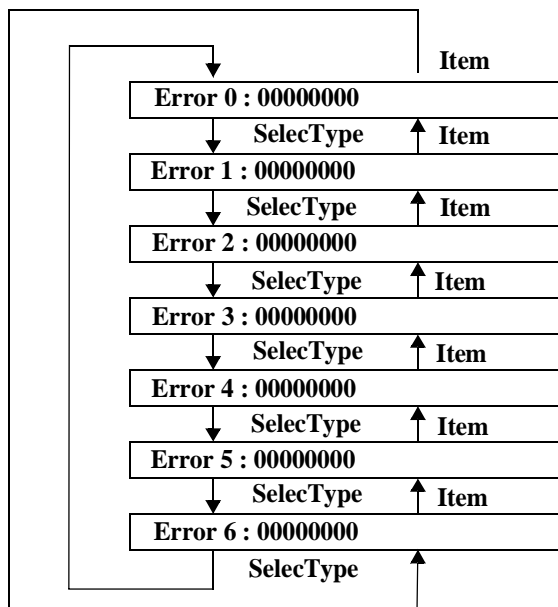 Item
Error 0 : 00000000
SelecType Item
Error 1 : 00000000
SelecType Item
Error 2 : 00000000
SelecType Item
Error 3 : 00000000
SelecType Item
Error 4 : 00000000
SelecType Item
Error 5 : 00000000
SelecType Item
Error 6 : 00000000
SelecType